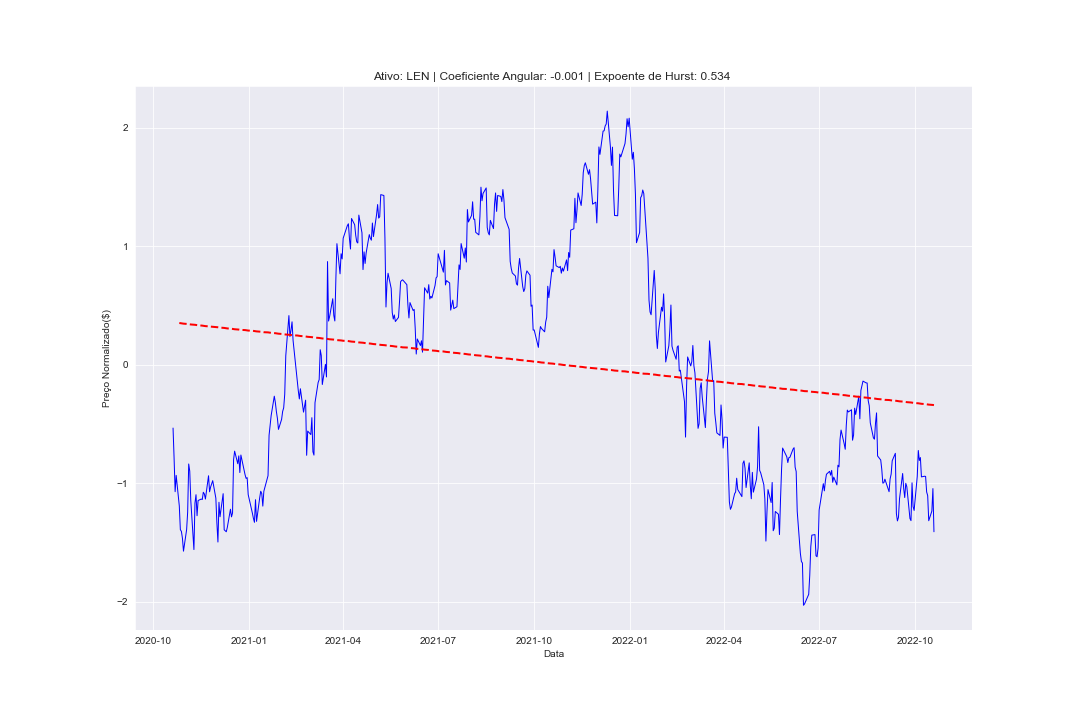 Ativo: LEN | Coeficiente Angular: -0.001 | Expoente de Hurst: 0.534
Preço Normalizado($)
2
1
0
−1
−2
2020-10 2021-01 2021-04 2021-07 2021-10 2022-01 2022-04 2022-07 2022-10
Data